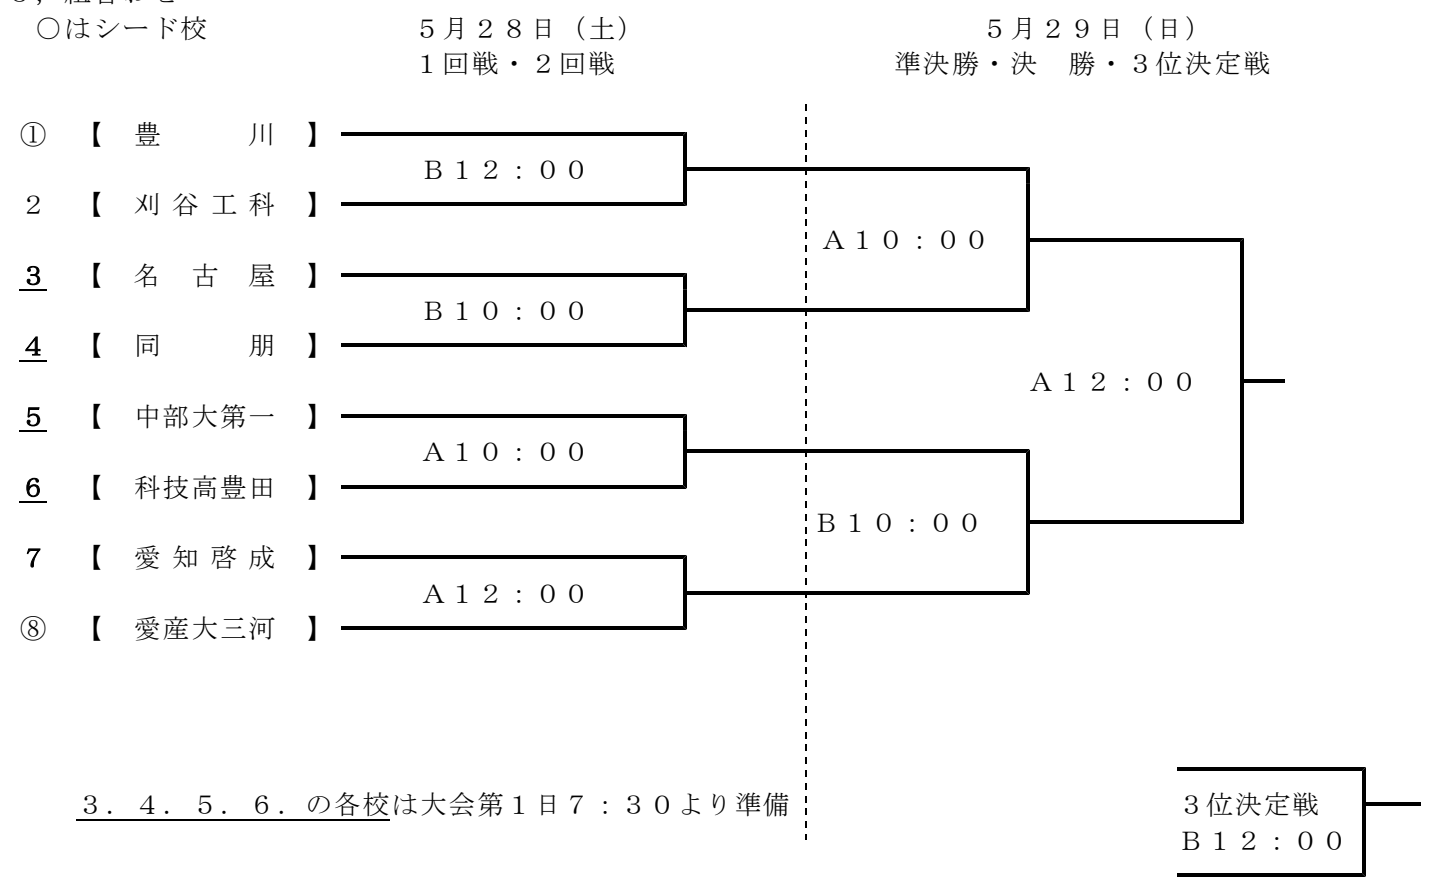 ○はシード校　５月２８日（土）　５月２９日（日）
１回戦・２回戦　準決勝・決　勝・３位決定戦
①　【　豊　　　川　】
Ｂ１２：００
２　【　刈 谷 工 科　】
Ａ１０：００
３　【　名　古　屋　】
Ｂ１０：００
４　【　同　　　朋　】
Ａ１２：００
５　【　中部大第一　】
Ａ１０：００
６　【　科技高豊田　】
Ｂ１０：００
７　【　愛 知 啓 成　】
Ａ１２：００
⑧　【　愛産大三河　】
３．４．５．６．の各校は大会第１日７：３０より準備
３位決定戦
Ｂ１２：００